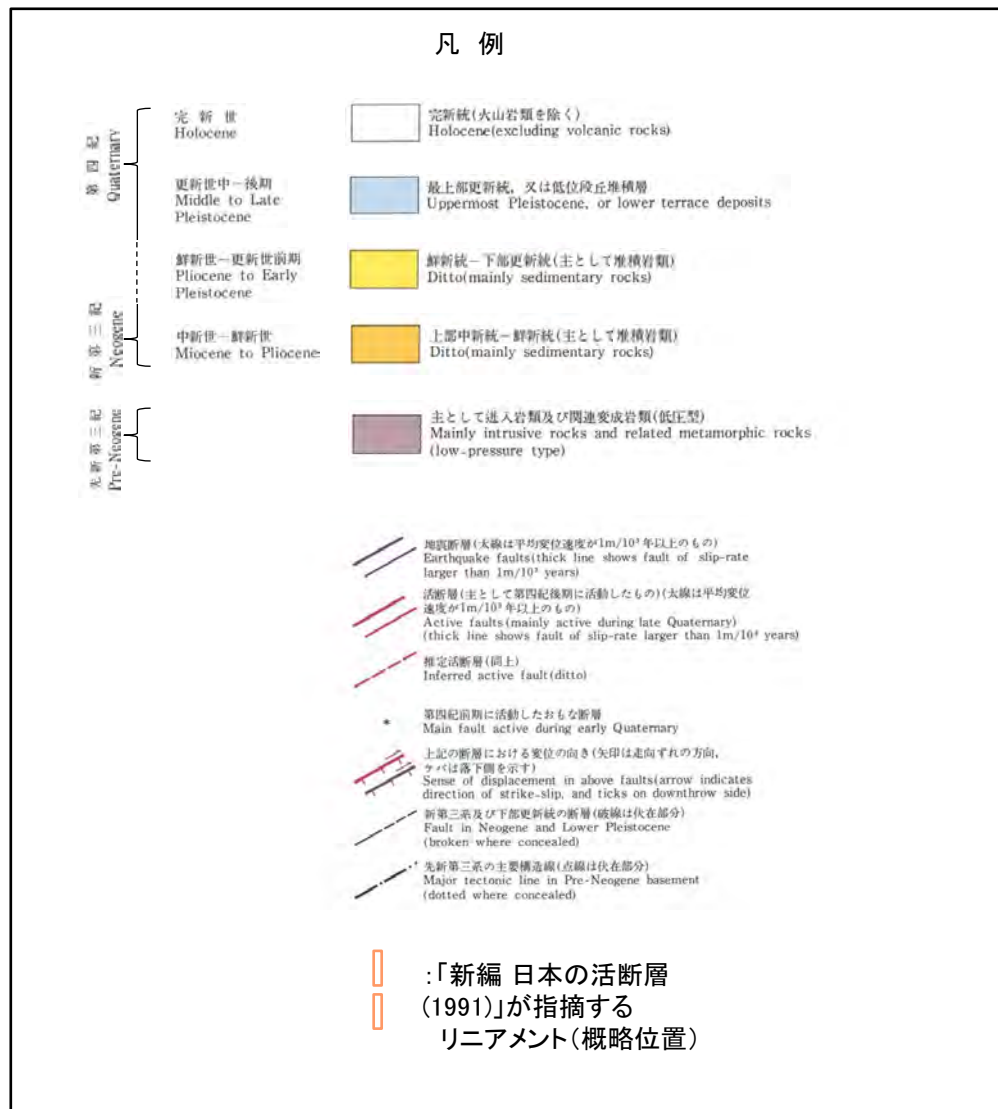 凡 例
第四紀
Quaternary
完 新 世
Holocene
完新統(火山岩類を除く)
Holocene(excluding volcanic rocks)
更新世中−後期
Middle to Late
Pleistocene
最上部更新統，又は低位段丘堆積層
Uppermost Pleistocene, or lower terrace deposits
鮮新世−更新世前期
Pliocene to Early
Pleistocene
鮮新統−下部更新統(主として堆積岩類)
Ditto(mainly sedimentary rocks)
新第三紀
Neogene
中新世−鮮新世
Miocene to Pliocene
上部中新統−鮮新統(主として堆積岩類)
Ditto(mainly sedimentary rocks)
先新第三紀
Pre-Neogene
主として迸入岩類及び関連変成岩類(低圧型)
Mainly intrusive rocks and related metamorphic rocks
(low-pressure type)
地震断層(太線は平均変位速度が1m/10³年以上のもの)
Earthquake faults(thick line shows fault of slip-rate
larger than 1m/10³ years)
活断層(主として第四紀後期に活動したもの)(太線は平均変位
速度が1m/10³年以上のもの)
Active faults(mainly active during late Quaternary)
(thick line shows fault of slip-rate larger than years)
推定活断層(同上)
Inferred active fault(ditto)
第四紀前期に活動したおもな断層
Main fault active during early Quaternary
上記の断層における変位の向き(矢印は走向ずれの方向，
ケバは落下側を示す)
Sense of displacement in above faults(arrow indicates
direction of strike-slip, and ticks on downthrow side)
新第三系及び下部更新統の断層(破線は伏在部分)
Fault in Neogene and Lower Pleistocene
(broken where concealed)
先新第三系の主要構造線(点線は伏在部分)
Major tectonic line in Pre-Neogene basement
(dotted where concealed)
:「新編 日本の活断層
(1991)」が指摘する
リニアメント(概略位置)